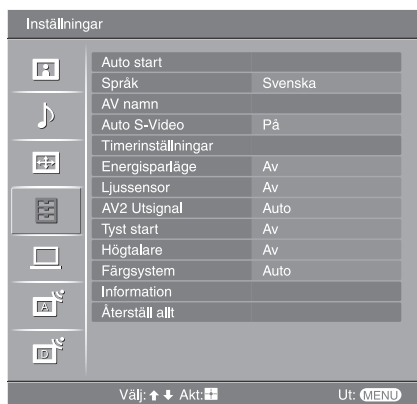 Inställningar
Auto start
Språk Svenska
AV namn
Auto S-Video På
Timerinställningar
Energisparläge Av
Ljussensor Av
AV2 Utsignal Auto
Tyst start Av
Högtalare Av
Färgsystem Auto
Information
Återställ allt
A
D
Välj: Akt: Ut: MENU